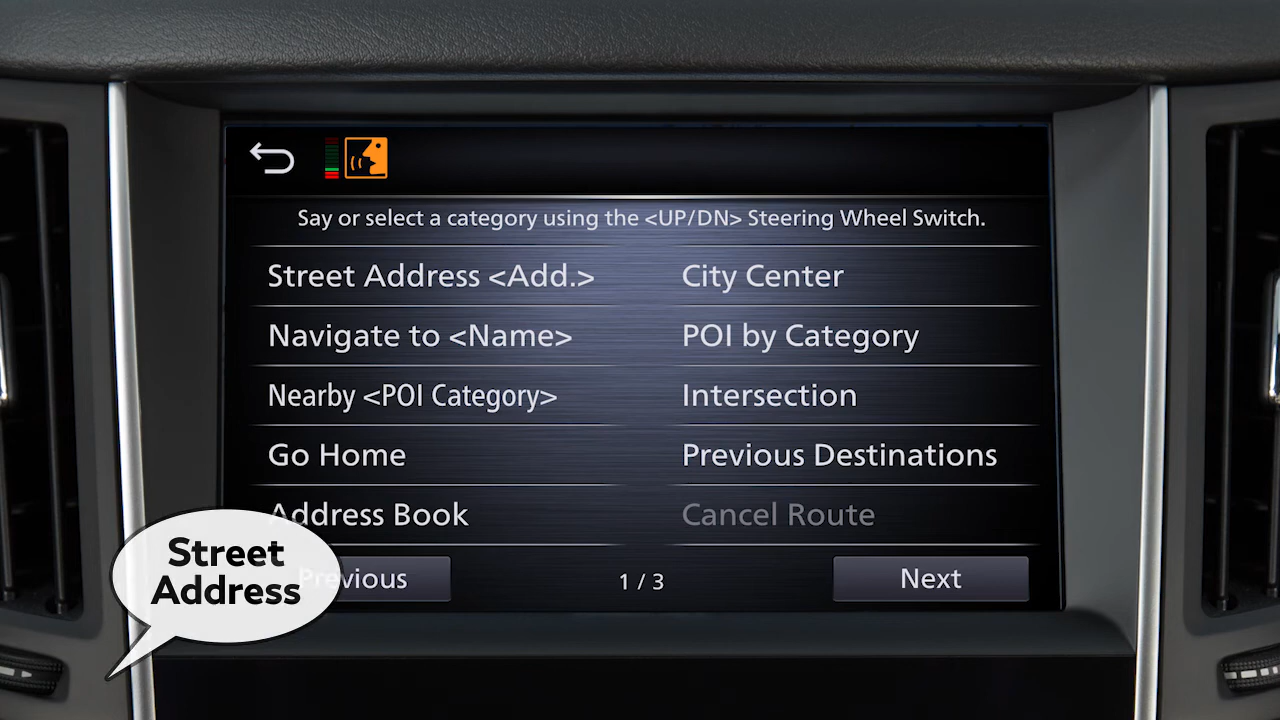 Say or select a category using the <UP/DN> Steering Wheel Switch.
Street Address <Add.>
City Center
Navigate to <Name>
POI by Category
Nearby <POI Category>
Intersection
Go Home
Previous Destinations
Address Book
Cancel Route
Previous
1 / 3
Next
Street
Address